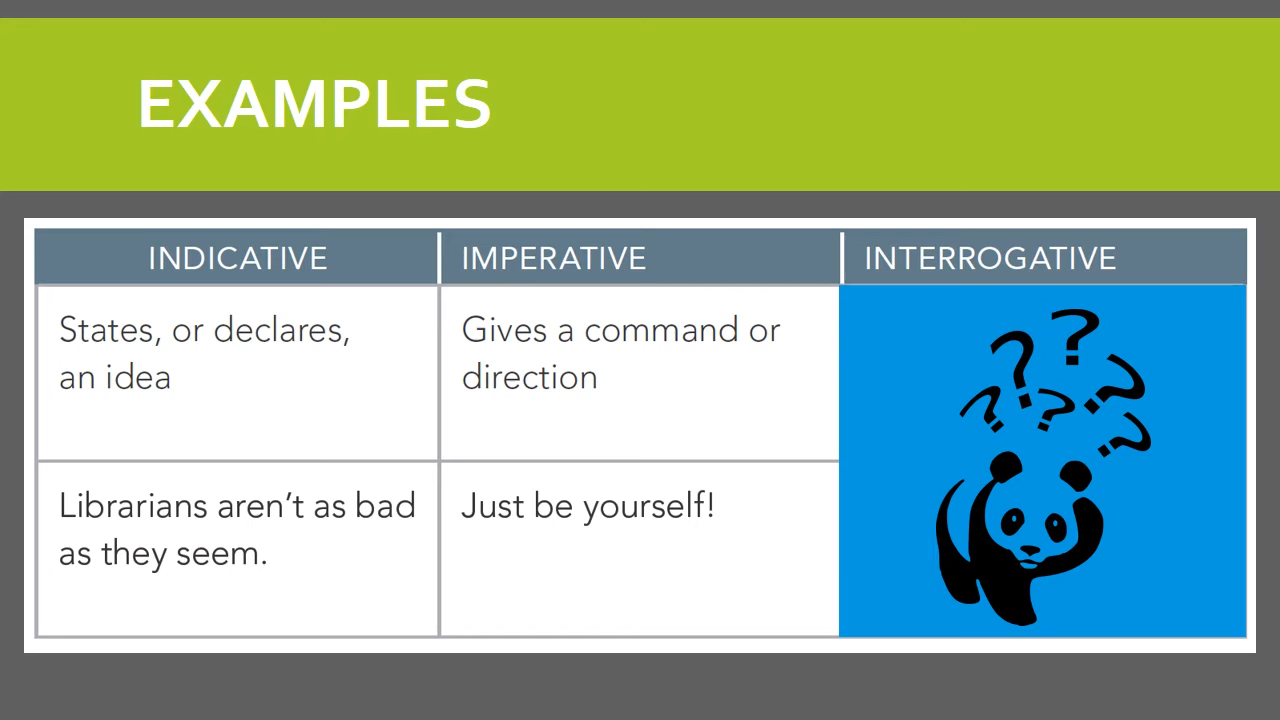 EXAMPLES
INDICATIVE
IMPERATIVE
INTERROGATIVE
States, or declares,
an idea
Gives a command or
direction
? ? ? ? ? ?
Librarians aren’t as bad
as they seem.
Just be yourself!